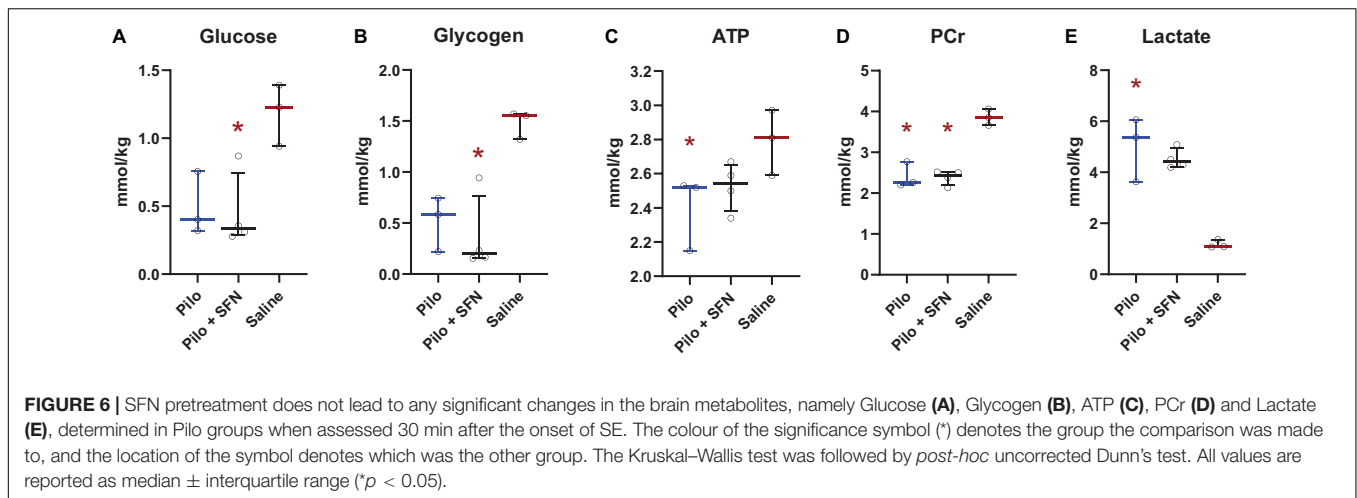 A Glucose
B Glycogen
C ATP
D PCr
E Lactate
mmol/kg
1.5
1.0
0.5
0.0
*
Pilo
Pilo + SFN
Saline
mmol/kg
2.0
1.5
1.0
0.5
0.0
*
Pilo
Pilo + SFN
Saline
mmol/kg
3.2
3.0
2.8
2.6
2.4
2.2
2.0
*
Pilo
Pilo + SFN
Saline
mmol/kg
5
4
3
2
1
0
*
*
Pilo
Pilo + SFN
Saline
mmol/kg
8
6
4
2
0
*
Pilo
Pilo + SFN
Saline
FIGURE 6 | SFN pretreatment does not lead to any significant changes in the brain metabolites, namely Glucose (A), Glycogen (B), ATP (C), PCr (D) and Lactate
(E), determined in Pilo groups when assessed 30 min after the onset of SE. The colour of the significance symbol (*) denotes the group the comparison was made
to, and the location of the symbol denotes which was the other group. The Kruskal–Wallis test was followed by post-hoc uncorrected Dunn's test. All values are
reported as median ± interquartile range (*p < 0.05).